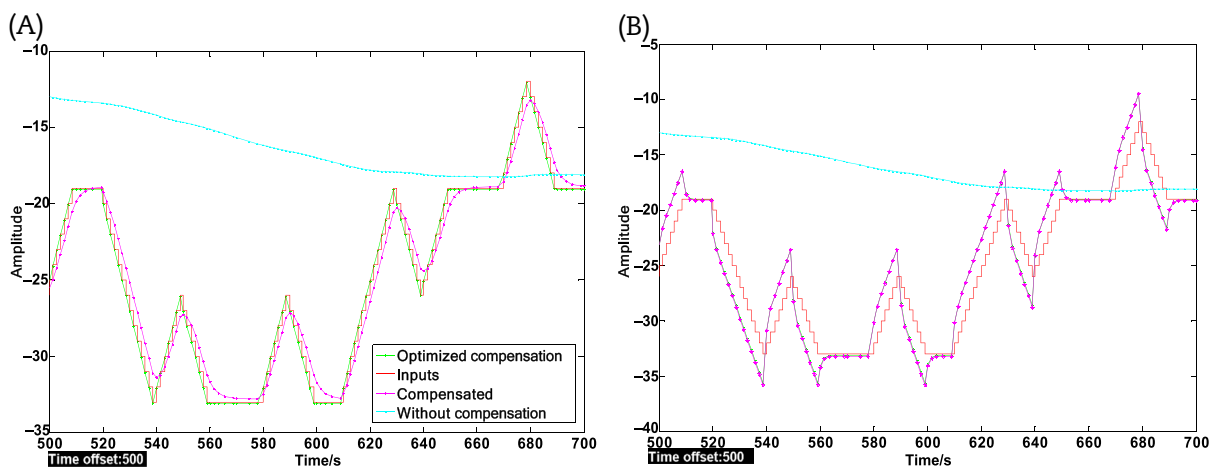 (A)
−10
−15
−20
−25
−30
−35
Amplitude
500 520 540 560 580 600 620 640 660 680 700
Time offset:500
Time/s
Optimized compensation
Inputs
Compensated
Without compensation
(B)
−5
−10
−15
−20
−25
−30
−35
−40
Amplitude
500 520 540 560 580 600 620 640 660 680 700
Time offset:500
Time/s